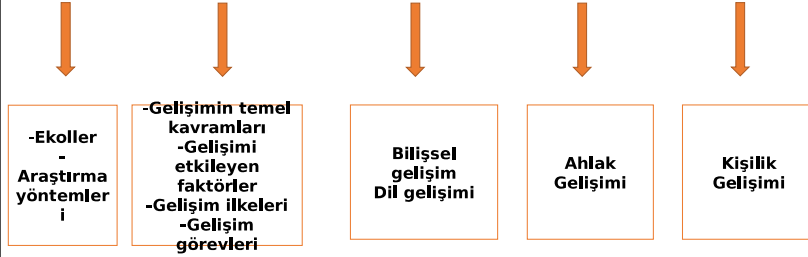 -Ekoller
-
Araştırma
yöntemler
i
-Gelişimin temel
kavramları
-Gelişimi
etkileyen
faktörler
-Gelişim ilkeleri
-Gelişim
görevleri
Bilişsel
gelişim
Dil gelişimi
Ahlak
Gelişimi
Kişilik
Gelişimi